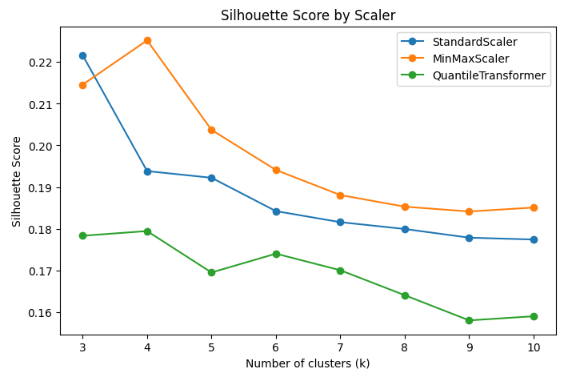 Silhouette Score by Scaler
StandardScaler
MinMaxScaler
QuantileTransformer
Silhouette Score
0.22
0.21
0.20
0.19
0.18
0.17
0.16
3 4 5 6 7 8 9 10
Number of clusters (k)